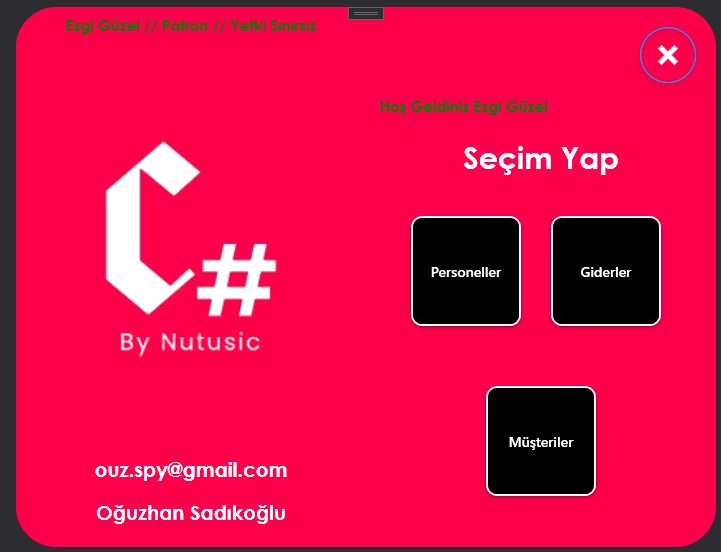 Ezgi Güzel // Patron // Yetki Sınırsız
Hoş Geldiniz Ezgi Güzel
Seçim Yap
Personeller
Giderler
Müşteriler
C#
By Nutusic
ouz.spy@gmail.com
Oğuzhan Sadıkoğlu